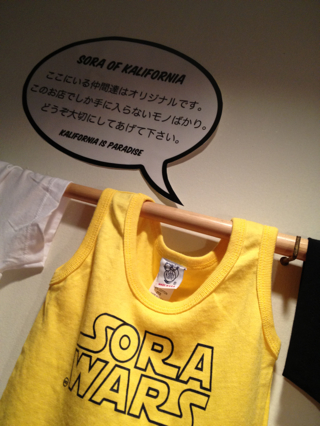 SORA OF KALIFORNIA
ここにいる仲間達はオリジナルです。
このお店でしか手に入らないモノばかり。
どうぞ大切にしてあげて下さい。
KALIFORNIA IS PARADISE
SORA
WARS